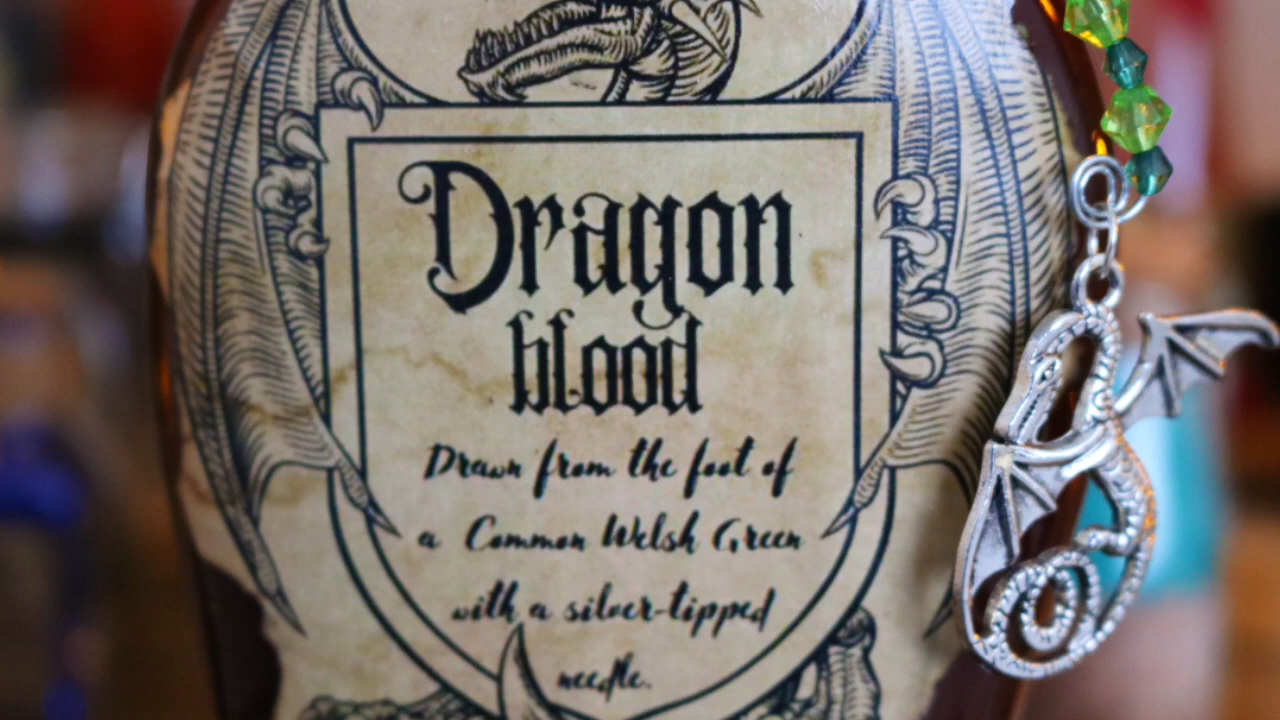 Dragon
blood
Drawn from the foot of
a Common Welsh Green
with a silver-tipped
needle.